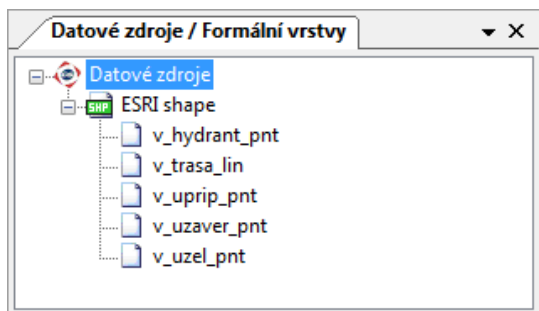 Datové zdroje / Formální vrstvy
Datové zdroje
SHP ESRI shape
v_hydrant_pnt
v_trasa_lin
v_uprip_pnt
v_uzaver_pnt
v_uzel_pnt